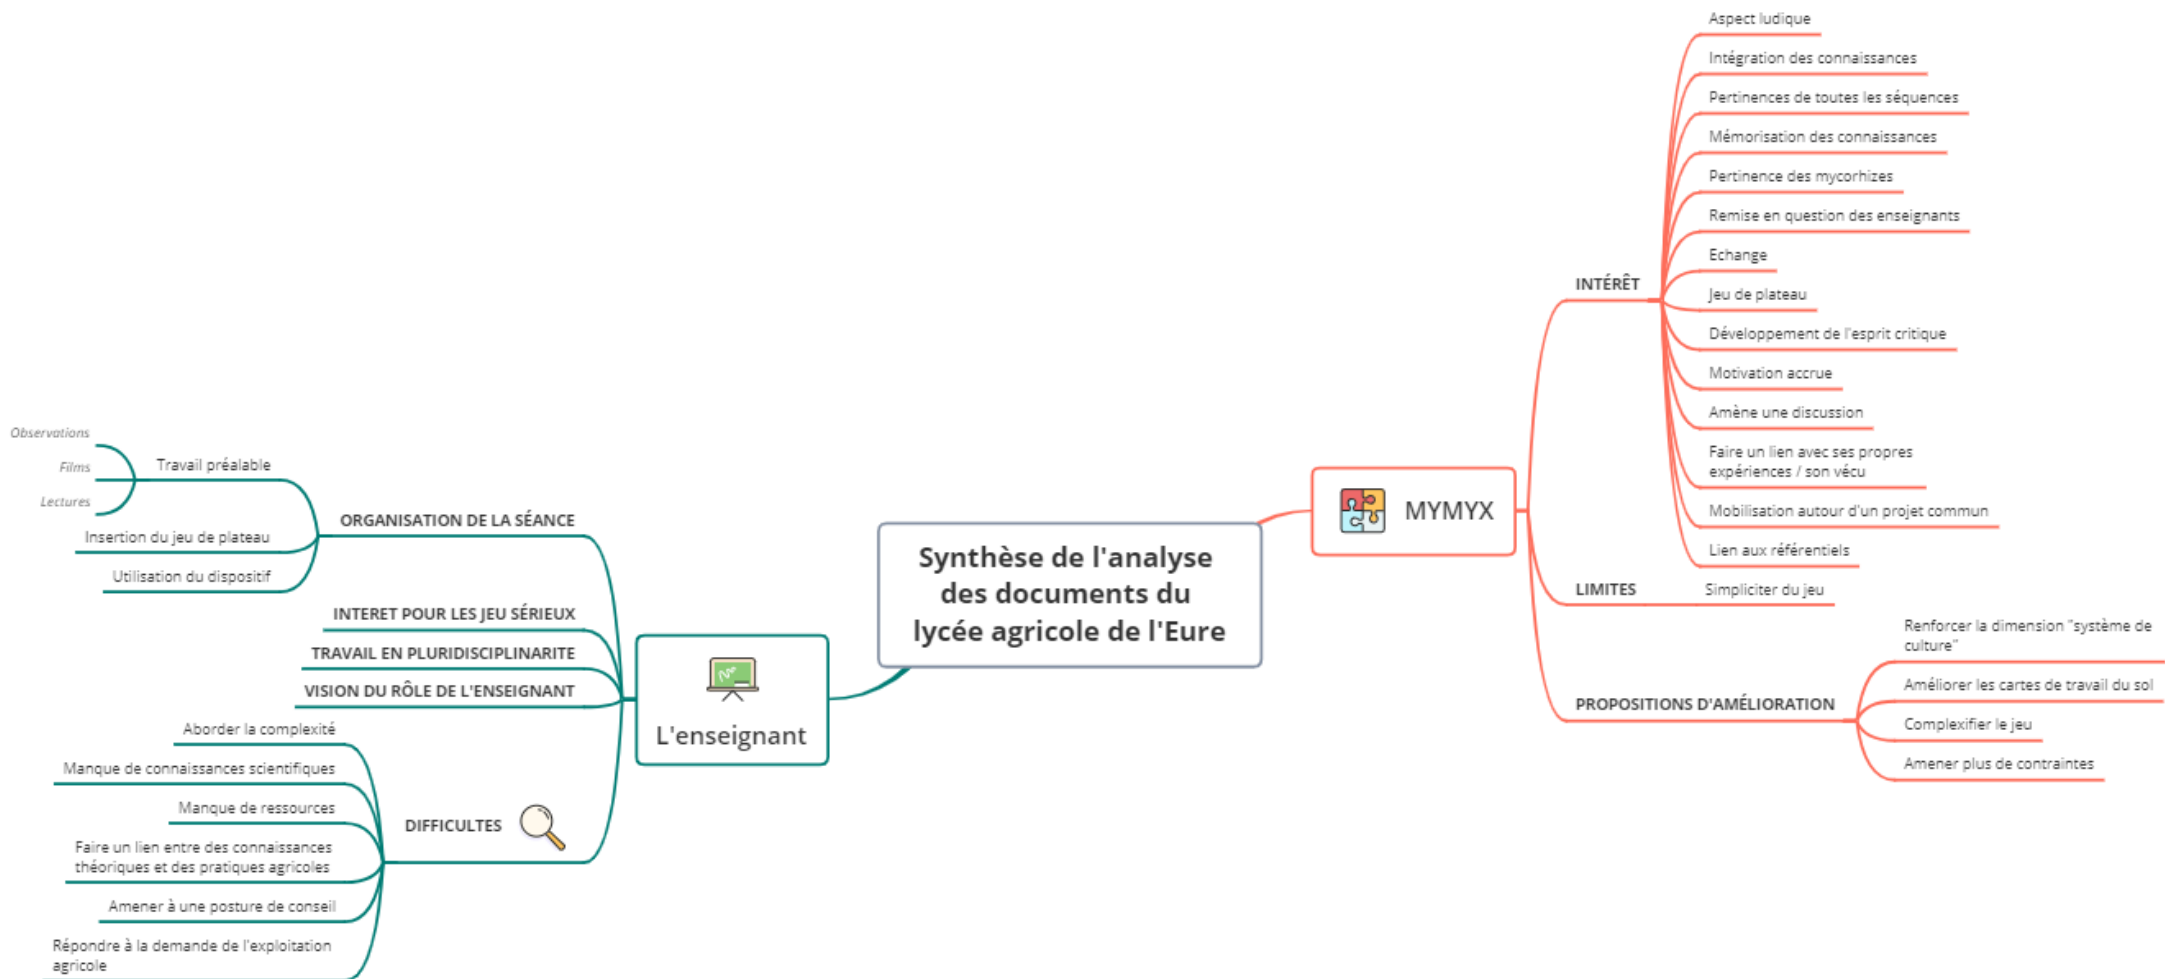 Synthèse de l'analyse
des documents du
lycée agricole de l'Eure
MYMYX
INTÉRÊT
Aspect ludique
Intégration des connaissances
Pertinences de toutes les séquences
Mémorisation des connaissances
Pertinence des mycorhizes
Remise en question des enseignants
Echange
Jeu de plateau
Développement de l'esprit critique
Motivation accrue
Amène une discussion
Faire un lien avec ses propres
expériences / son vécu
Mobilisation autour d'un projet commun
Lien aux référentiels
LIMITES
Simpliciter du jeu
PROPOSITIONS D'AMÉLIORATION
Renforcer la dimension "système de
culture"
Améliorer les cartes de travail du sol
Complexifier le jeu
Amener plus de contraintes
L'enseignant
ORGANISATION DE LA SÉANCE
Travail préalable
Observations
Films
Lectures
Insertion du jeu de plateau
Utilisation du dispositif
INTERET POUR LES JEU SÉRIEUX
TRAVAIL EN PLURIDISCIPLINARITE
VISION DU RÔLE DE L'ENSEIGNANT
DIFFICULTES
Aborder la complexité
Manque de connaissances scientifiques
Manque de ressources
Faire un lien entre des connaissances
théoriques et des pratiques agricoles
Amener à une posture de conseil
Répondre à la demande de l'exploitation
agricole